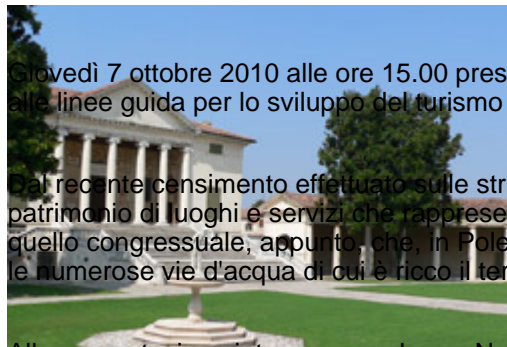 Giovedì 7 ottobre 2010 alle ore 15.00 pres
alle linee guida per lo sviluppo del turismo
Dal recente censimento effettuato sulle str
patrimonio di luoghi e servizi che rapprese
quello congressuale, appunto, che, in Pole
le numerose vie d'acqua di cui è ricco il ter